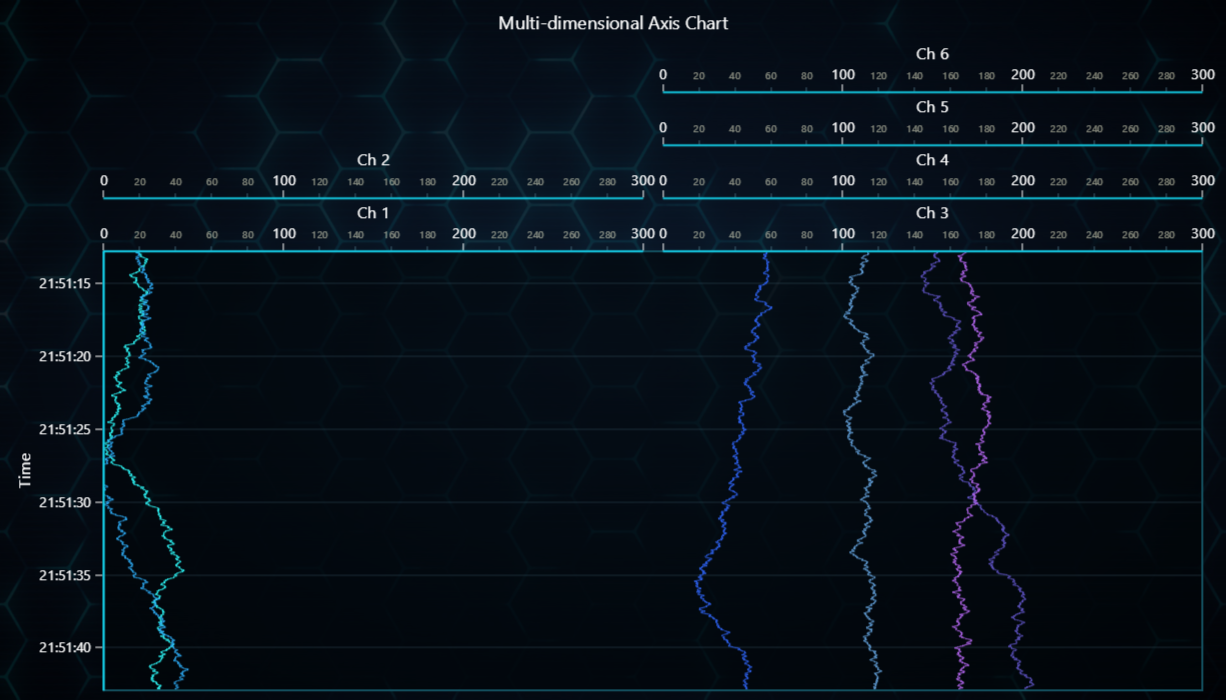 Multi-dimensional Axis Chart
Ch 6
0 20 40 60 80 100 120 140 160 180 200 220 240 260 280 300
Ch 5
0 20 40 60 80 100 120 140 160 180 200 220 240 260 280 300
Ch 2
0 20 40 60 80 100 120 140 160 180 200 220 240 260 280 300
Ch 4
0 20 40 60 80 100 120 140 160 180 200 220 240 260 280 300
Ch 1
0 20 40 60 80 100 120 140 160 180 200 220 240 260 280 300
Ch 3
0 20 40 60 80 100 120 140 160 180 200 220 240 260 280 300
Time
21:51:15
21:51:20
21:51:25
21:51:30
21:51:35
21:51:40